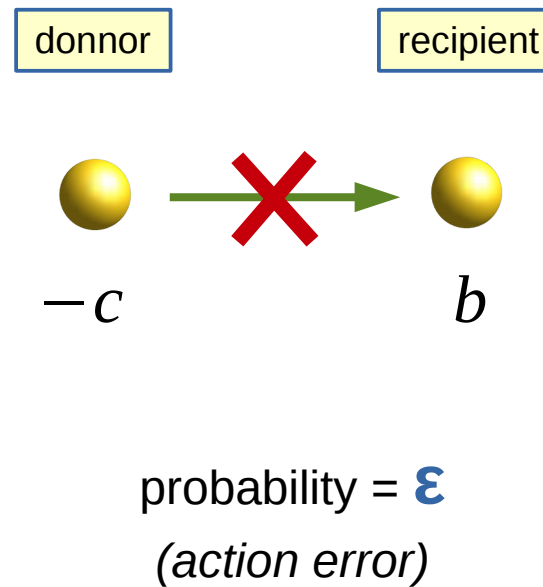 donnor recipient
−c b
probability = ε
(action error)